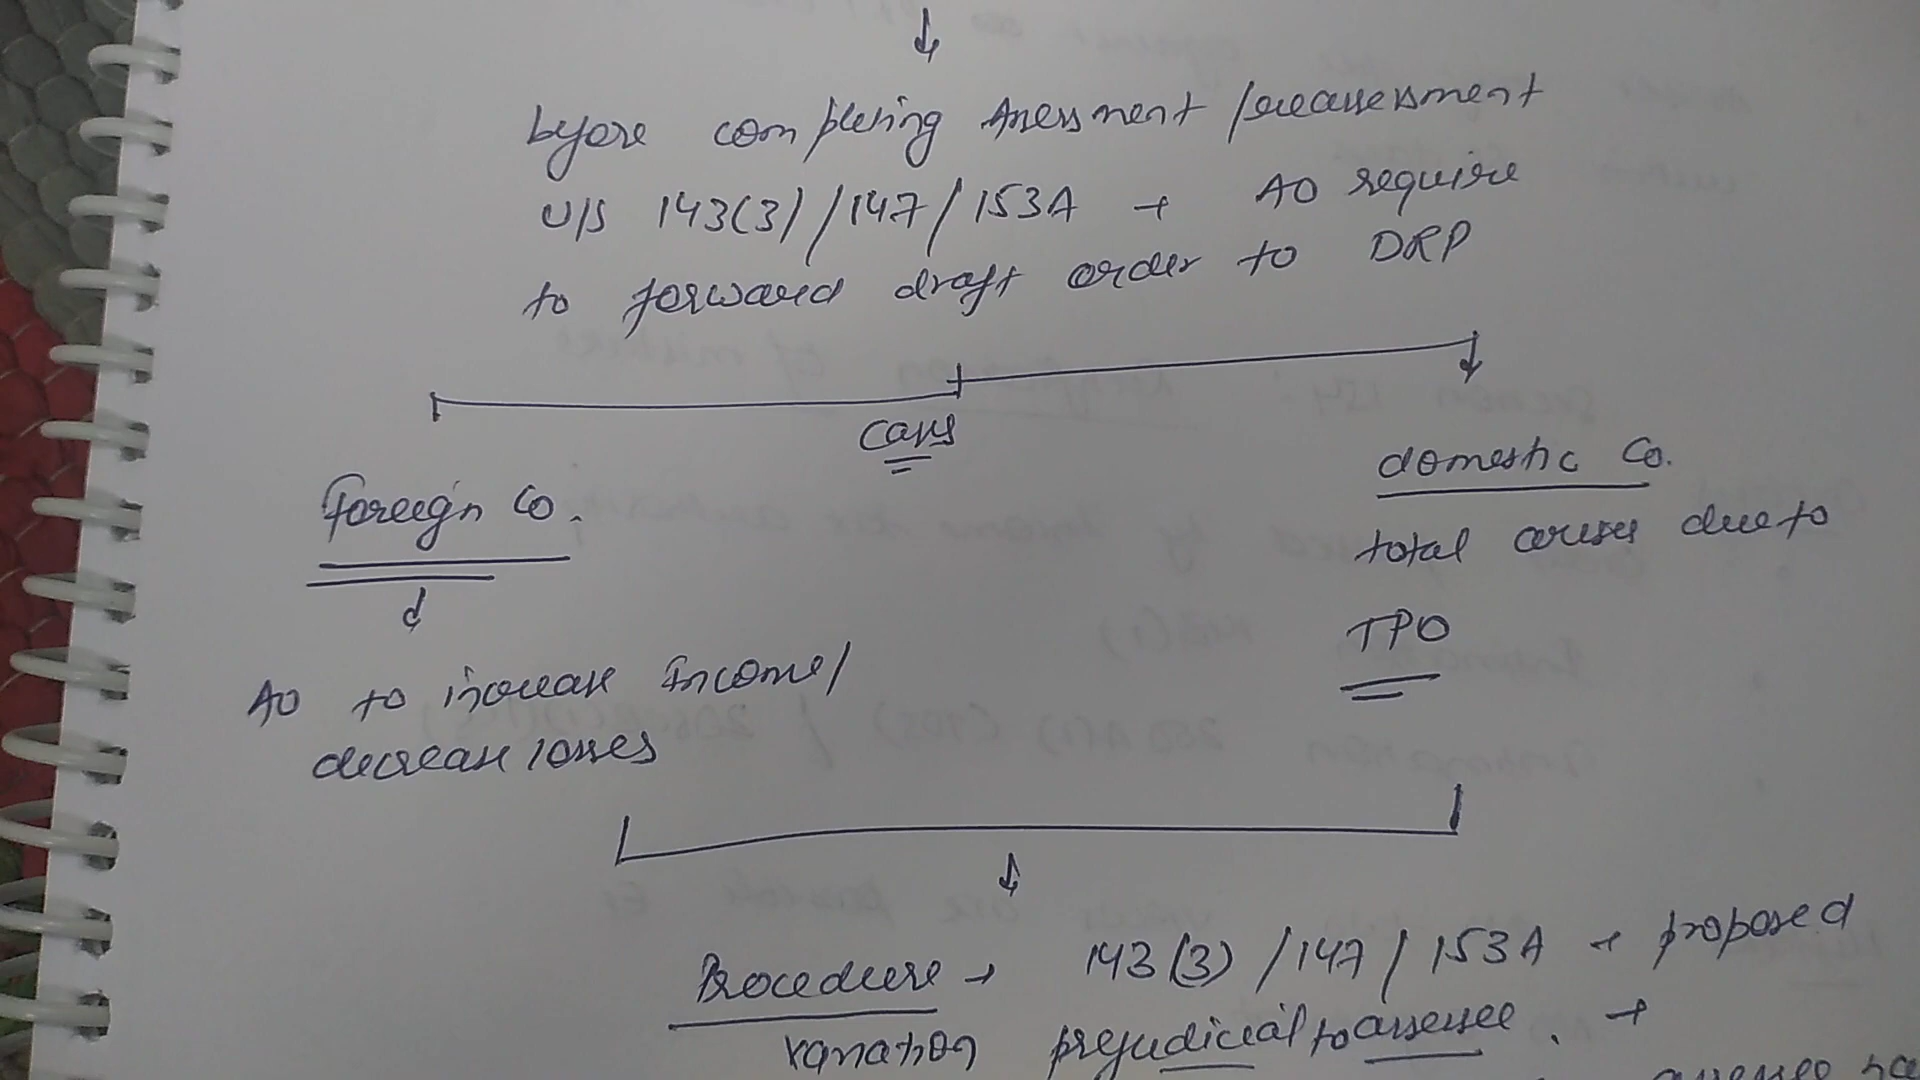 before completing Assessment / reassessment
U/S 143(3) / 147 / 153A → AO require
to forward draft order to DRP
Cases
Foreign Co.
AO to increase Income /
decrease losses
domestic Co.
total arises due to
TPO
Procedure → 143(3) / 147 / 153A → proposed
variation prejudicial to assessee. →
assessee